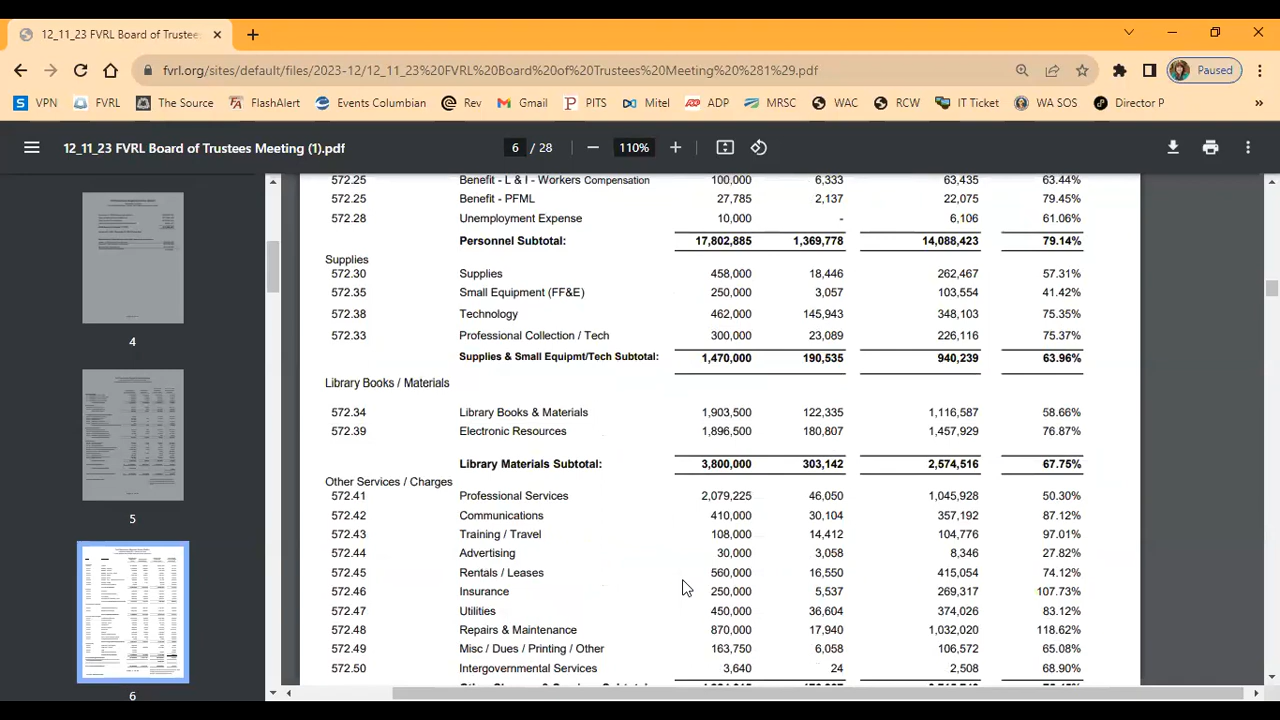 12_11_23 FVRL Board of Trustees
fvrl.org/sites/default/files/2023-12/12_11_23%20FVRL%20Board%20of%20Trustees%20Meeting%20%281%29.pdf
Paused
VPN FVRL The Source FlashAlert Events Columbian Rev Gmail PITS Mitel ADP MRSC WAC RCW IT Ticket WA SOS Director P »
12_11_23 FVRL Board of Trustees Meeting (1).pdf 6 / 28 110%
4
5
6
572.25 Benefit - L & I - Workers Compensation 100,000 6,333 63,435 63.44%
572.25 Benefit - PFML 27,785 2,137 22,075 79.45%
572.28 Unemployment Expense 10,000 - 6,106 61.06%
Personnel Subtotal: 17,802,885 1,369,778 14,088,423 79.14%
Supplies
572.30 Supplies 458,000 18,446 262,467 57.31%
572.35 Small Equipment (FF&E) 250,000 3,057 103,554 41.42%
572.38 Technology 462,000 145,943 348,103 75.35%
572.33 Professional Collection / Tech 300,000 23,089 226,116 75.37%
Supplies & Small Equipmt/Tech Subtotal: 1,470,000 190,535 940,239 63.96%
Library Books / Materials
572.34 Library Books & Materials 1,903,500 122,335 1,116,587 58.66%
572.39 Electronic Resources 1,896,500 180,807 1,457,929 76.87%
Library Materials Subtotal: 3,800,000 303,142 2,574,516 67.75%
Other Services / Charges
572.41 Professional Services 2,079,225 46,050 1,045,928 50.30%
572.42 Communications 410,000 30,104 357,192 87.12%
572.43 Training / Travel 108,000 14,412 104,776 97.01%
572.44 Advertising 30,000 3,058 8,346 27.82%
572.45 Rentals / Leases 560,000 16,550 415,054 74.12%
572.46 Insurance 250,000 5,537 269,317 107.73%
572.47 Utilities 450,000 36,604 374,026 83.12%
572.48 Repairs & Maintenance 870,000 17,940 1,032,020 118.62%
572.49 Misc / Dues / Printing / Other 163,750 6,058 106,572 65.08%
572.50 Intergovernmental Services 3,640 24 2,508 68.90%